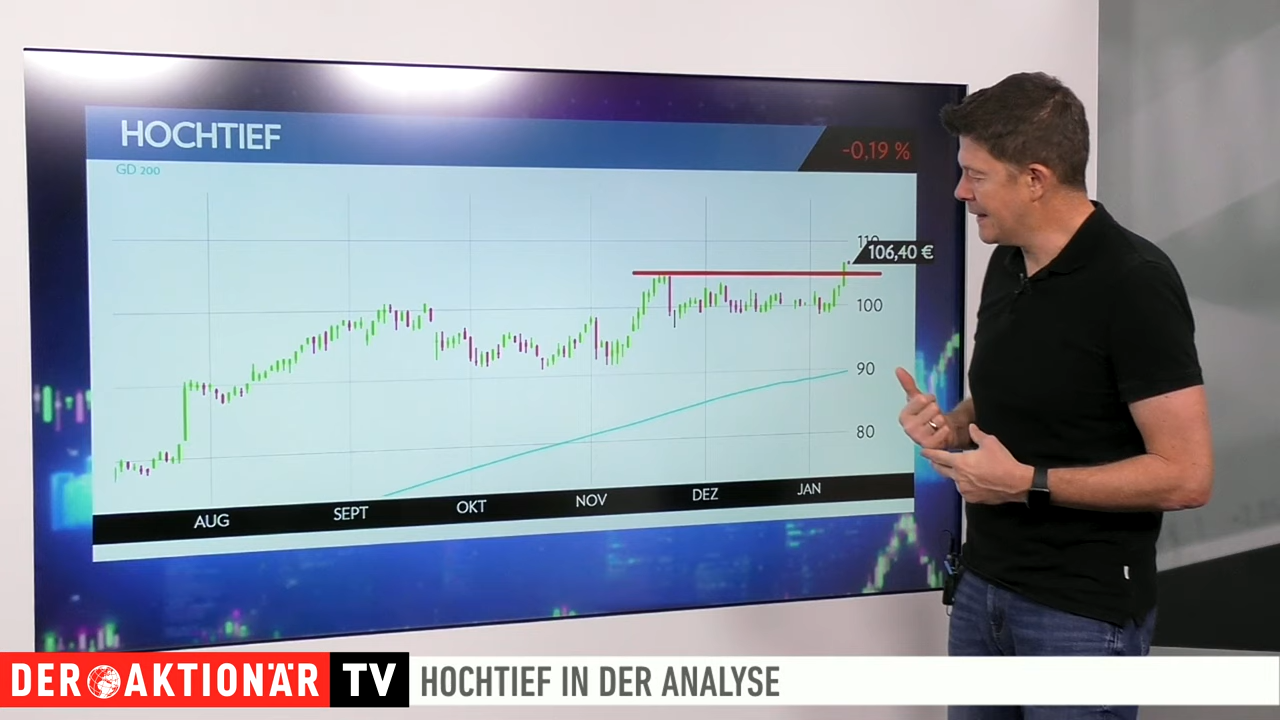 HOCHTIEF
-0,19 %
GD 200
110
106,40 €
100
90
80
AUG SEPT OKT NOV DEZ JAN
DER AKTIONÄR TV HOCHTIEF IN DER ANALYSE